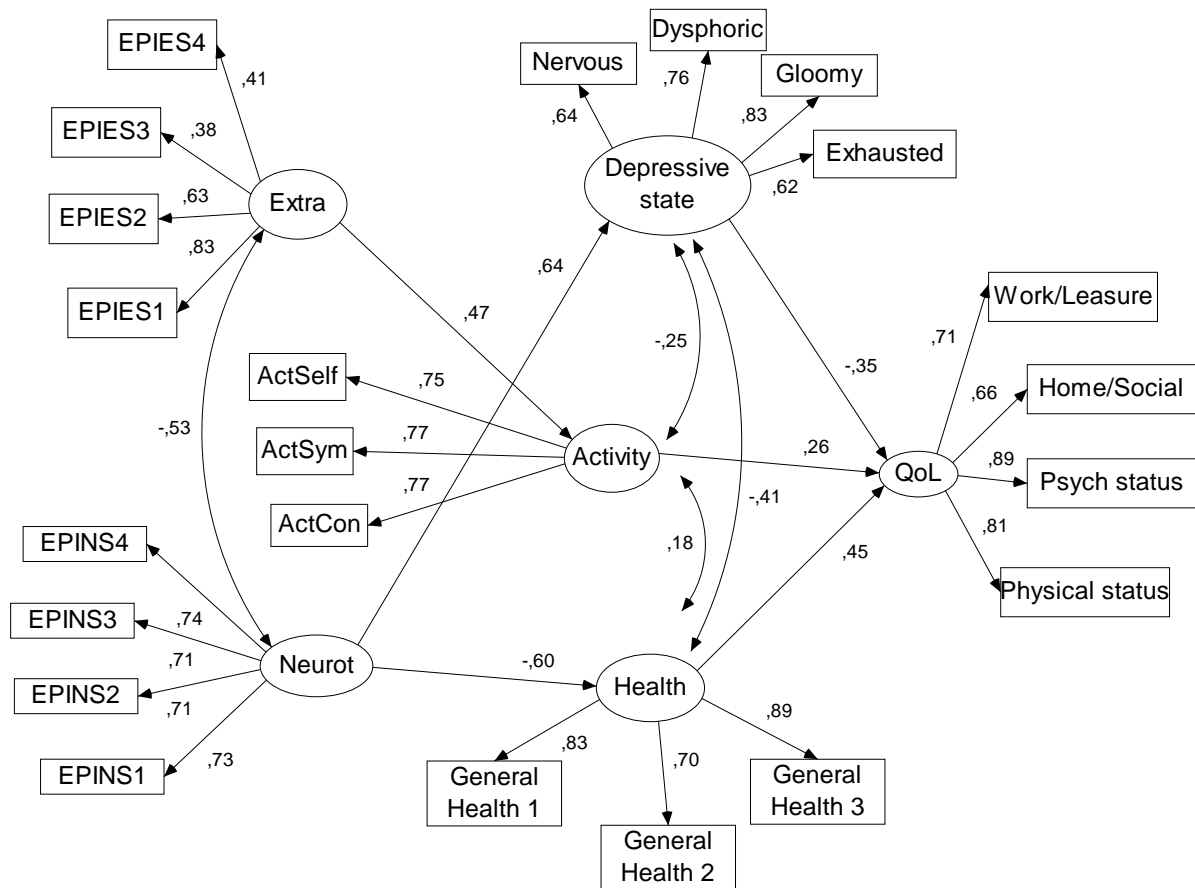 EPIES4
,41
EPIES3
,38
EPIES2
,63
EPIES1
,83
Extra
Nervous
,64
Dysphoric
,76
Gloomy
,83
Exhausted
,62
Depressive
state
,64
,47
-,53
-,25
-,35
-,41
ActSelf
,75
ActSym
,77
ActCon
,77
Activity
,26
,18
,45
QoL
Work/Leasure
,71
Home/Social
,66
Psych status
,89
Physical status
,81
EPINS4
,74
EPINS3
,71
EPINS2
,71
EPINS1
,73
Neurot
-,60
Health
,83
General
Health 1
,70
General
Health 2
,89
General
Health 3